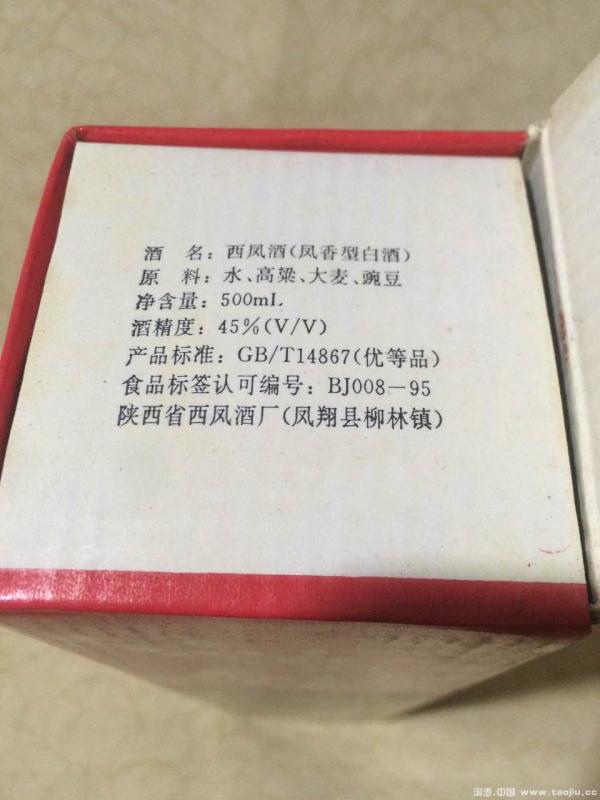 酒 名：西凤酒(凤香型白酒)
原 料：水、高粱、大麦、豌豆
净含量：500mL
酒精度：45%(V/V)
产品标准：GB/T14867(优等品)
食品标签认可编号：BJ008-95
陕西省西凤酒厂(凤翔县柳林镇)
淘酒.中国 www.taojiu.cc